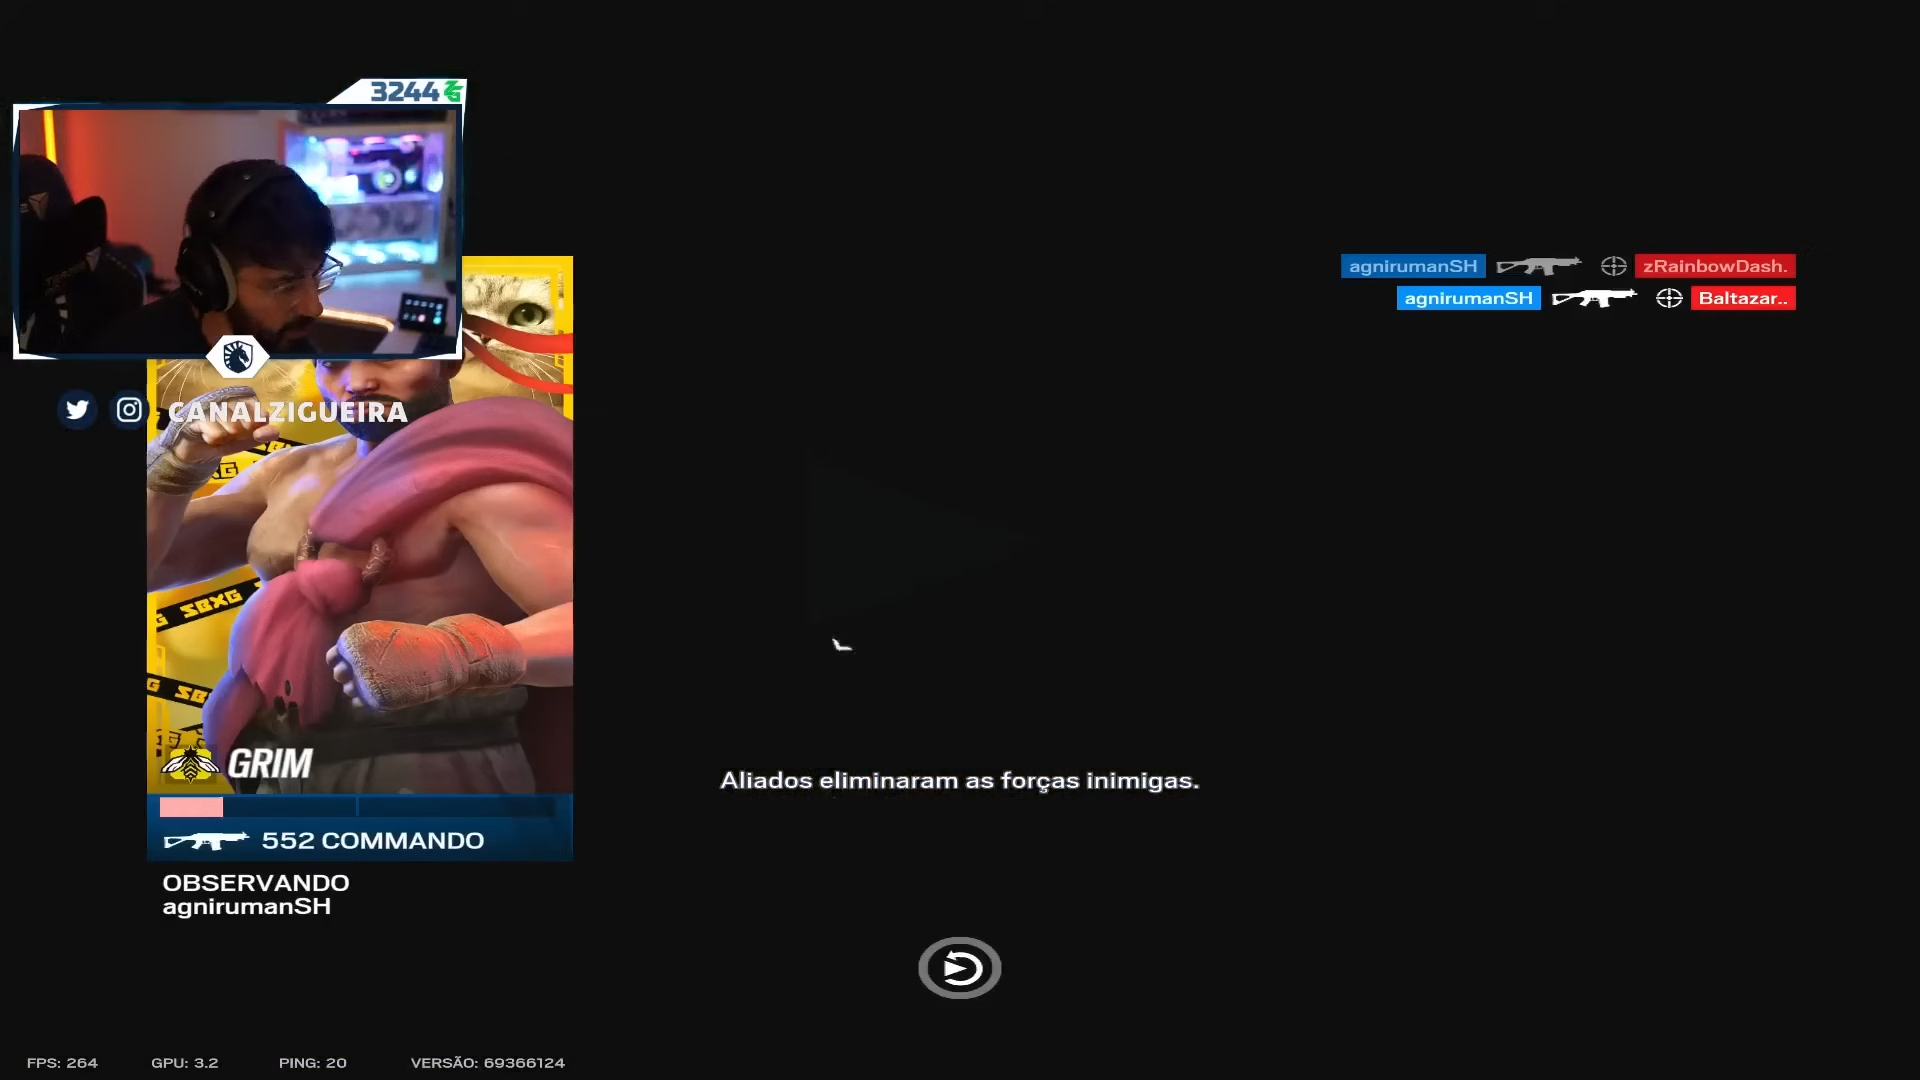 3244
agnirumanSH zRainbowDash.
agnirumanSH Baltazar..
CANALZIGUEIRA
SBXG
GRIM
552 COMMANDO
OBSERVANDO
agnirumanSH
Aliados eliminaram as forças inimigas.
FPS: 264 GPU: 3.2 PING: 20 VERSÃO: 69366124